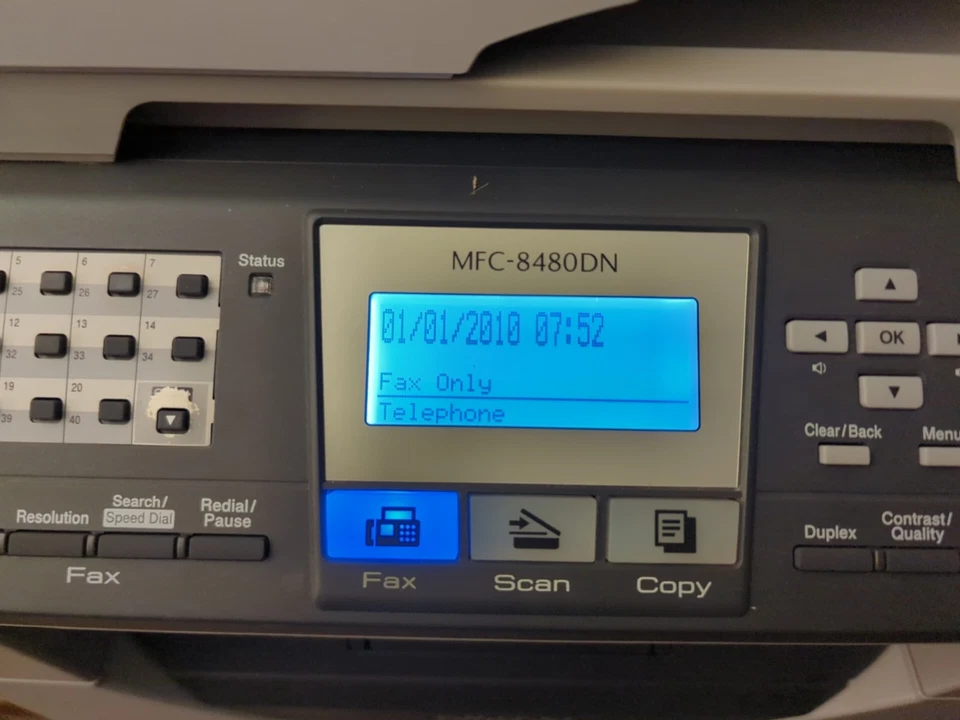 MFC-8480DN
01/01/2010 07:52
Fax Only
Telephone
Status
5 6 7
25 26 27
12 13 14
32 33 34
19 20
39 40
OK
Clear/Back
Menu
Resolution
Search/
Speed Dial
Redial/
Pause
Fax
Fax
Scan
Copy
Duplex
Contrast/
Quality